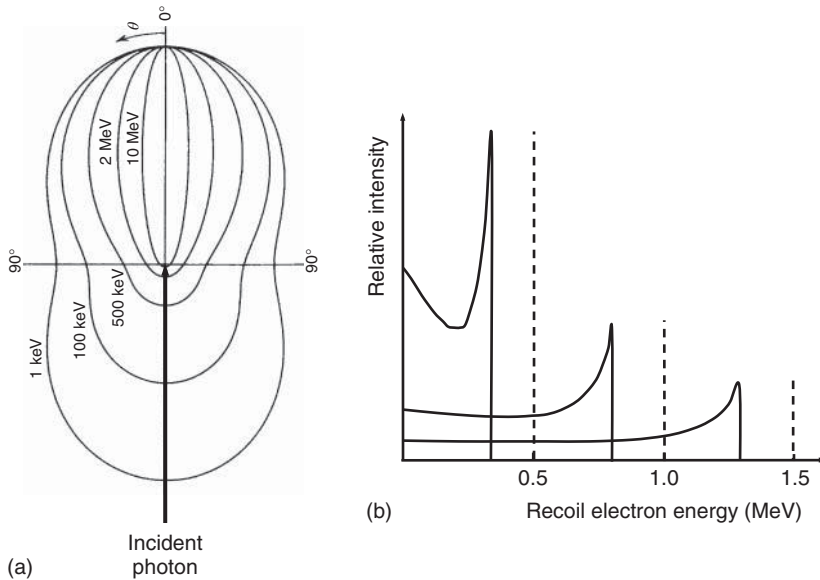 0°
θ
2 MeV
10 MeV
90°
90°
500 keV
100 keV
1 keV
Incident
photon
(a)
Relative intensity
0.5
1.0
1.5
Recoil electron energy (MeV)
(b)